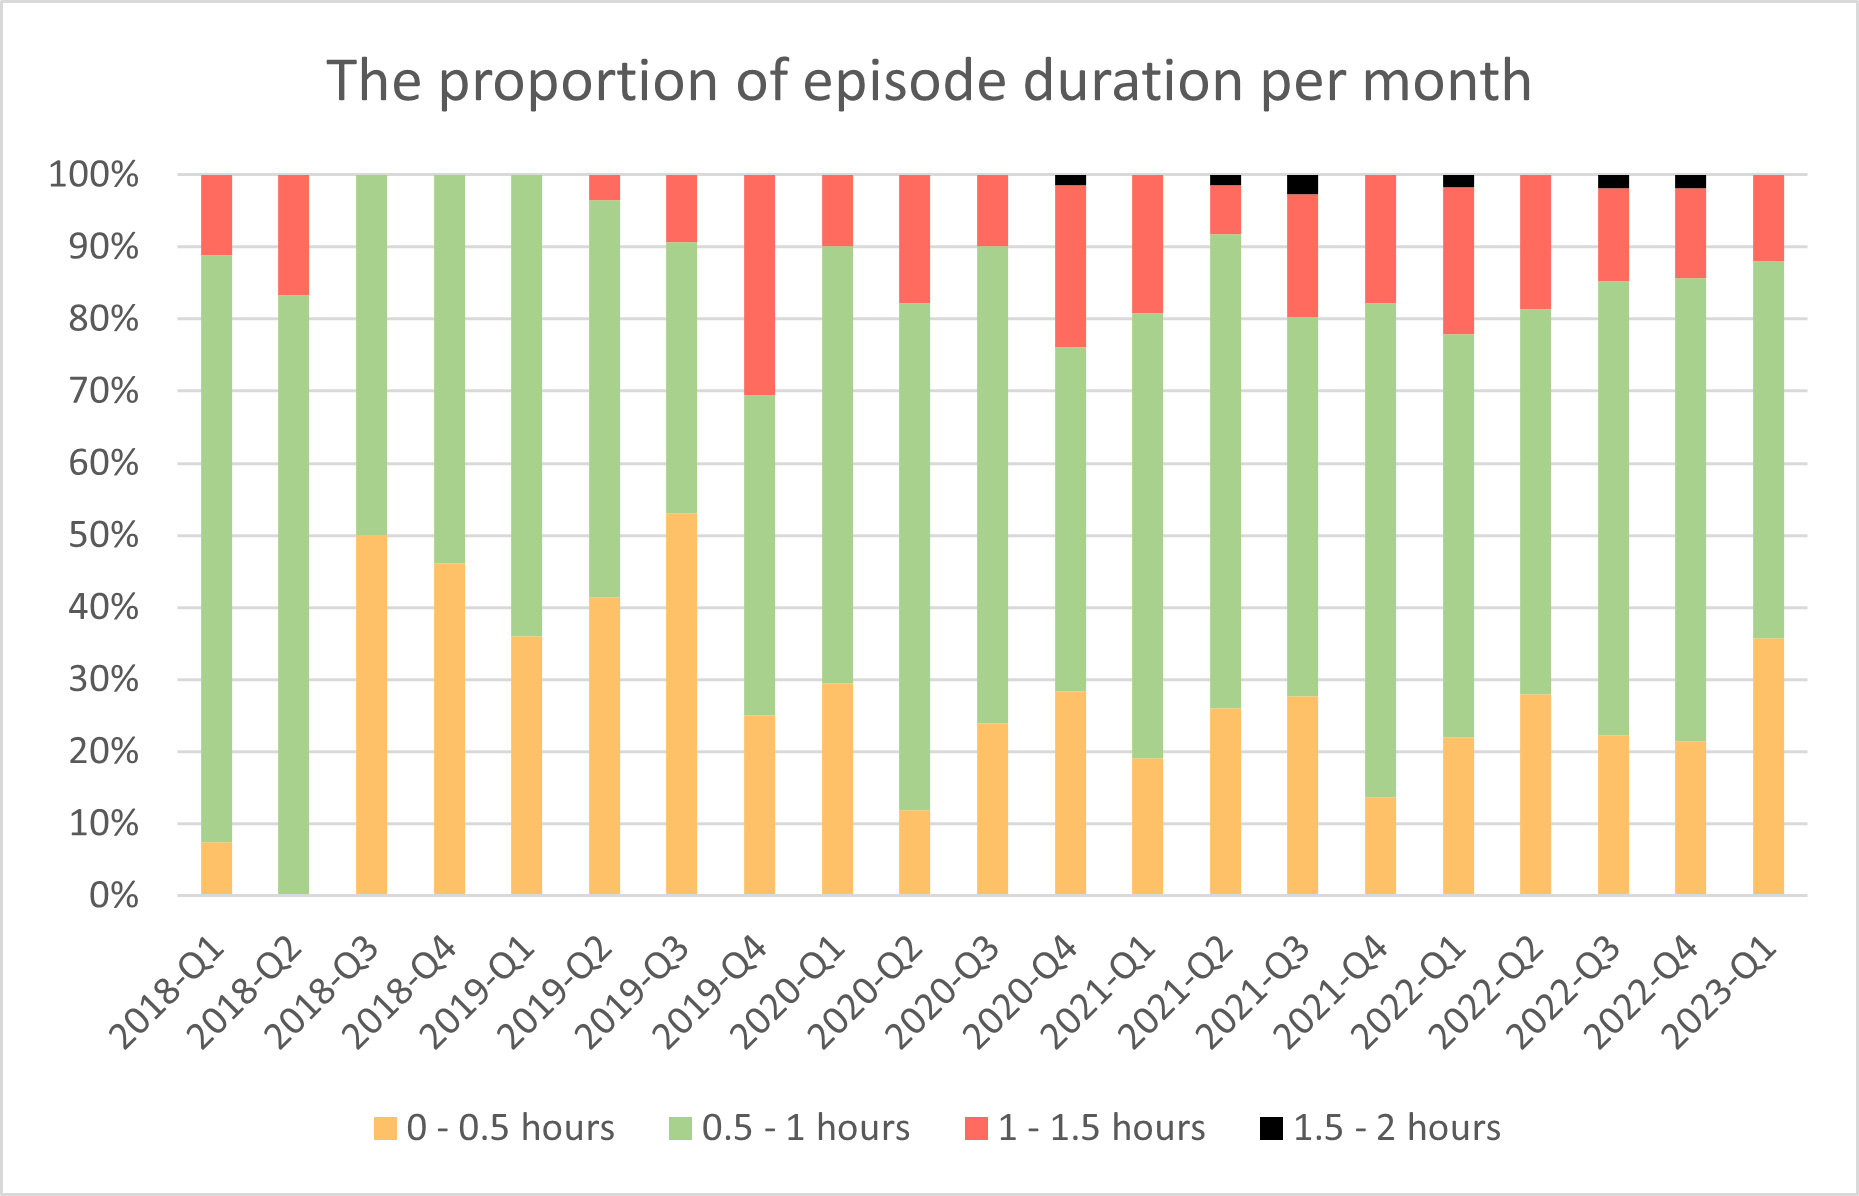 The proportion of episode duration per month
100%
90%
80%
70%
60%
50%
40%
30%
20%
10%
0%
2018-Q1
2018-Q2
2018-Q3
2018-Q4
2019-Q1
2019-Q2
2019-Q3
2019-Q4
2020-Q1
2020-Q2
2020-Q3
2020-Q4
2021-Q1
2021-Q2
2021-Q3
2021-Q4
2022-Q1
2022-Q2
2022-Q3
2022-Q4
2023-Q1
0 - 0.5 hours
0.5 - 1 hours
1 - 1.5 hours
1.5 - 2 hours